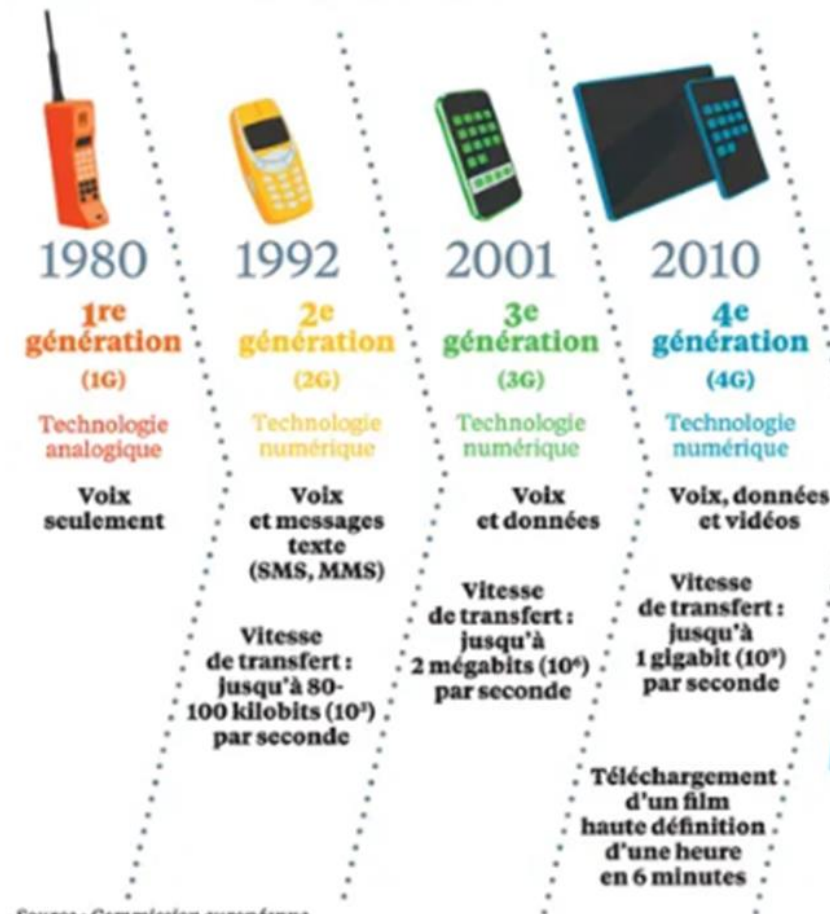 1980
1re
génération
(1G)
Technologie
analogique
Voix
seulement
1992
2e
génération
(2G)
Technologie
numérique
Voix
et messages
texte
(SMS, MMS)
Vitesse
de transfert :
jusqu'à 80-
100 kilobits (10³)
par seconde
2001
3e
génération
(3G)
Technologie
numérique
Voix
et données
Vitesse
de transfert :
jusqu'à
2 mégabits (10⁶)
par seconde
2010
4e
génération
(4G)
Technologie
numérique
Voix, données
et vidéos
Vitesse
de transfert :
jusqu'à
1 gigabit (10⁹)
par seconde
Téléchargement
d'un film
haute définition
d'une heure
en 6 minutes
Source : Commission européenne